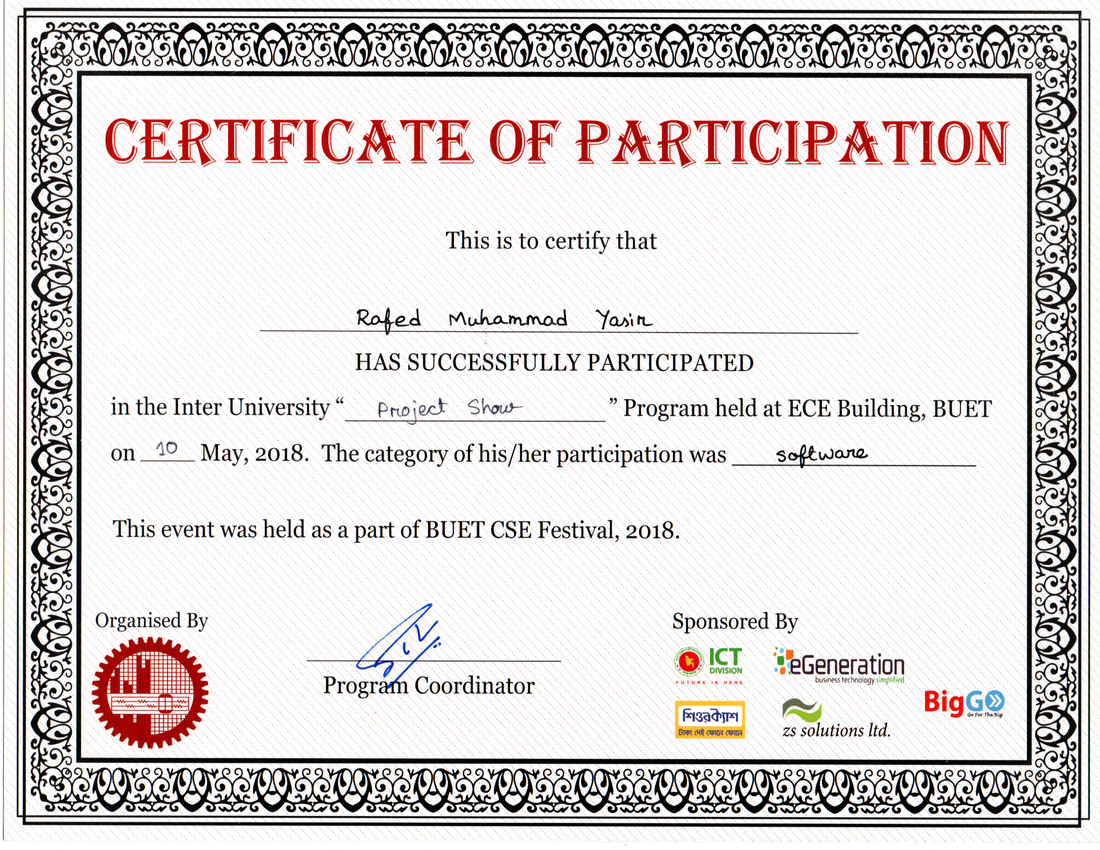 CERTIFICATE OF PARTICIPATION
This is to certify that
Rafed Muhammad Yasir
HAS SUCCESSFULLY PARTICIPATED
in the Inter University “ Project Show ” Program held at ECE Building, BUET
on 10 May, 2018. The category of his/her participation was software
This event was held as a part of BUET CSE Festival, 2018.
Organised By
Program Coordinator
Sponsored By
ICT
DIVISION
FUTURE IS HERE
eGeneration
business technology simplified
শিওরক্যাশ
টাকা দেই ফোনে ফোনে
zs solutions ltd.
BigGO
Go For The Big